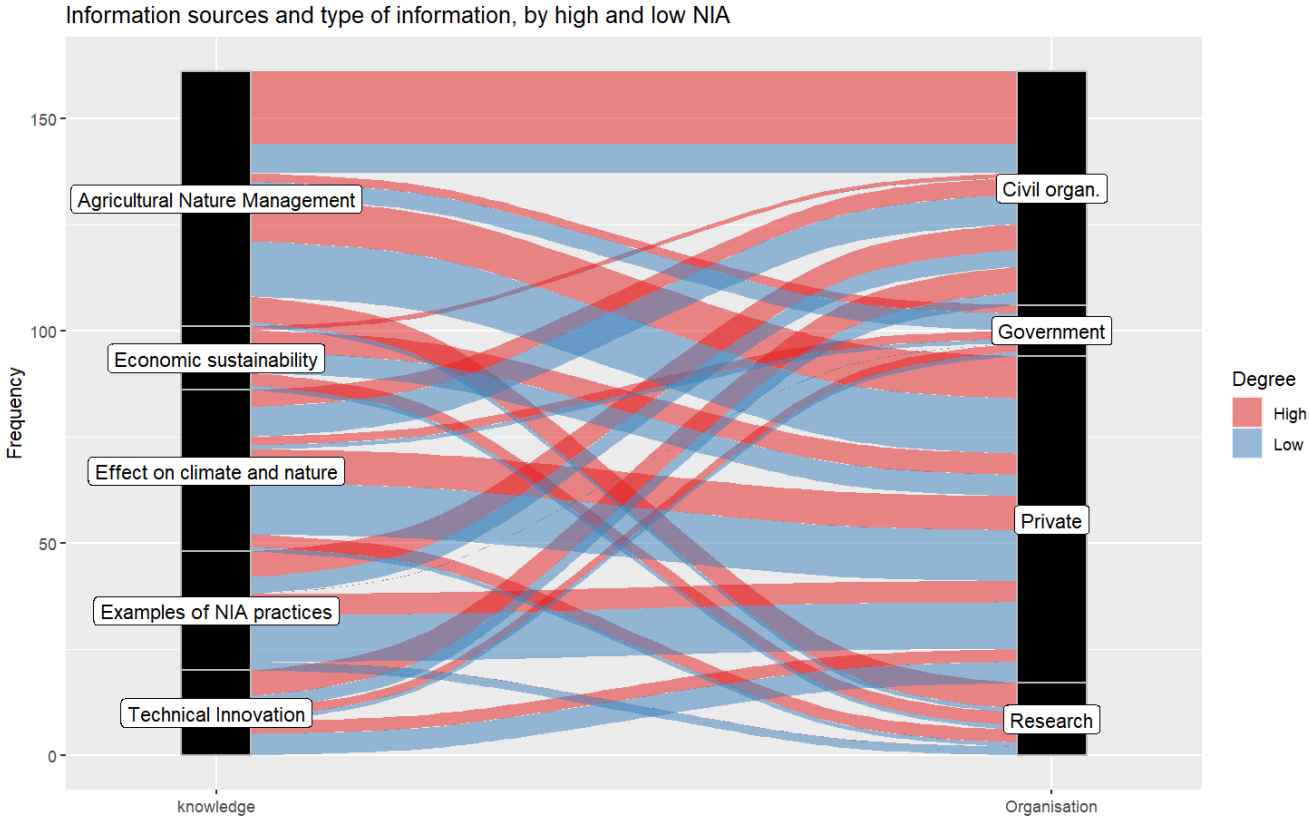 Information sources and type of information, by high and low NIA
Frequency
150
100
50
0
Agricultural Nature Management
Economic sustainability
Effect on climate and nature
Examples of NIA practices
Technical Innovation
Civil organ.
Government
Private
Research
knowledge
Organisation
Degree
High
Low